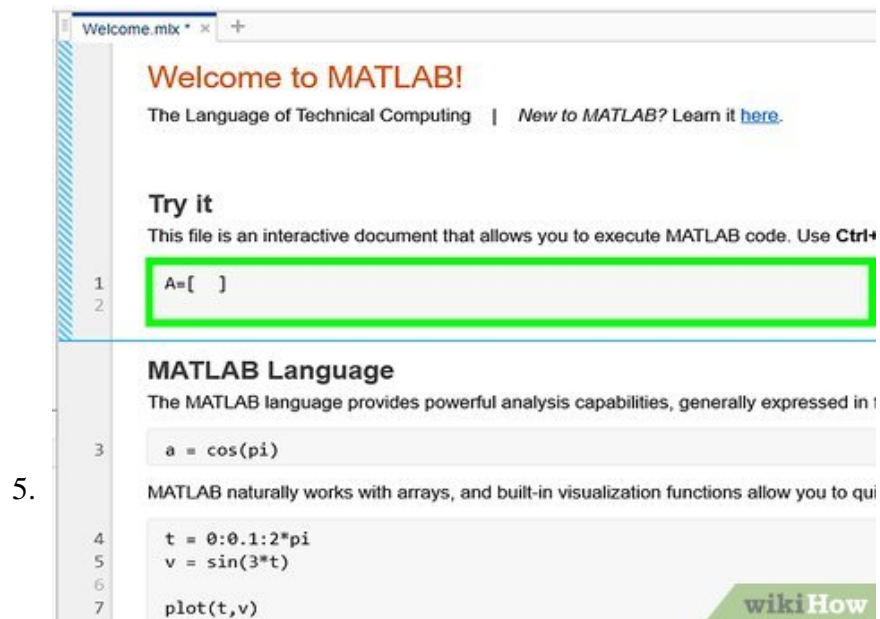 Welcome.mlx * × +
Welcome to MATLAB!
The Language of Technical Computing | New to MATLAB? Learn it here.
Try it
This file is an interactive document that allows you to execute MATLAB code. Use Ctrl+
1 A=[ ]
2
MATLAB Language
The MATLAB language provides powerful analysis capabilities, generally expressed in
3 a = cos(pi)
5.
MATLAB naturally works with arrays, and built-in visualization functions allow you to
4 t = 0:0.1:2*pi
5 v = sin(3*t)
6
7 plot(t,v)
wikiHow